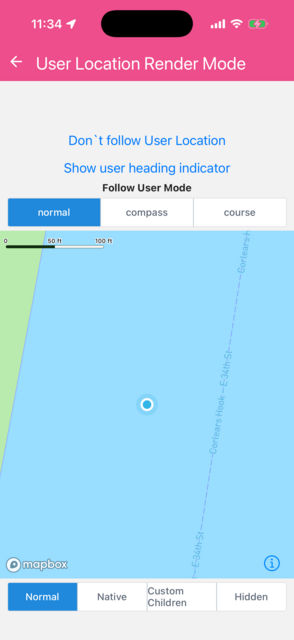 11:34
User Location Render Mode
Don`t follow User Location
Show user heading indicator
Follow User Mode
normal compass course
0 50 ft 100 ft
Corlears H
Corlears Hook – E-34th-St
E-34th-St
mapbox
Normal Native Custom Children Hidden